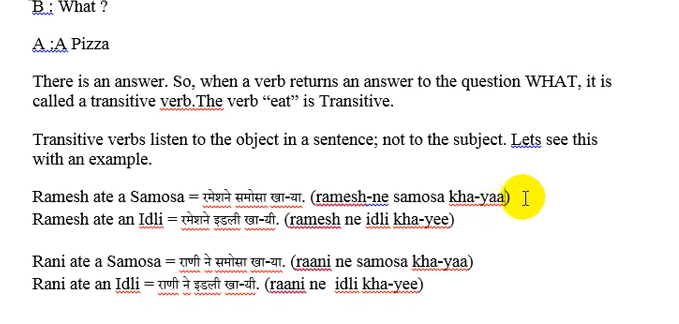 B : What ?
A :A Pizza
There is an answer. So, when a verb returns an answer to the question WHAT, it is
called a transitive verb.The verb “eat” is Transitive.
Transitive verbs listen to the object in a sentence; not to the subject. Lets see this
with an example.
Ramesh ate a Samosa = रमेशने समोसा खा-या. (ramesh-ne samosa kha-yaa)
Ramesh ate an Idli = रमेशने इडली खा-यी. (ramesh ne idli kha-yee)
Rani ate a Samosa = राणी ने समोसा खा-या. (raani ne samosa kha-yaa)
Rani ate an Idli = राणी ने इडली खा-यी. (raani ne  idli kha-yee)